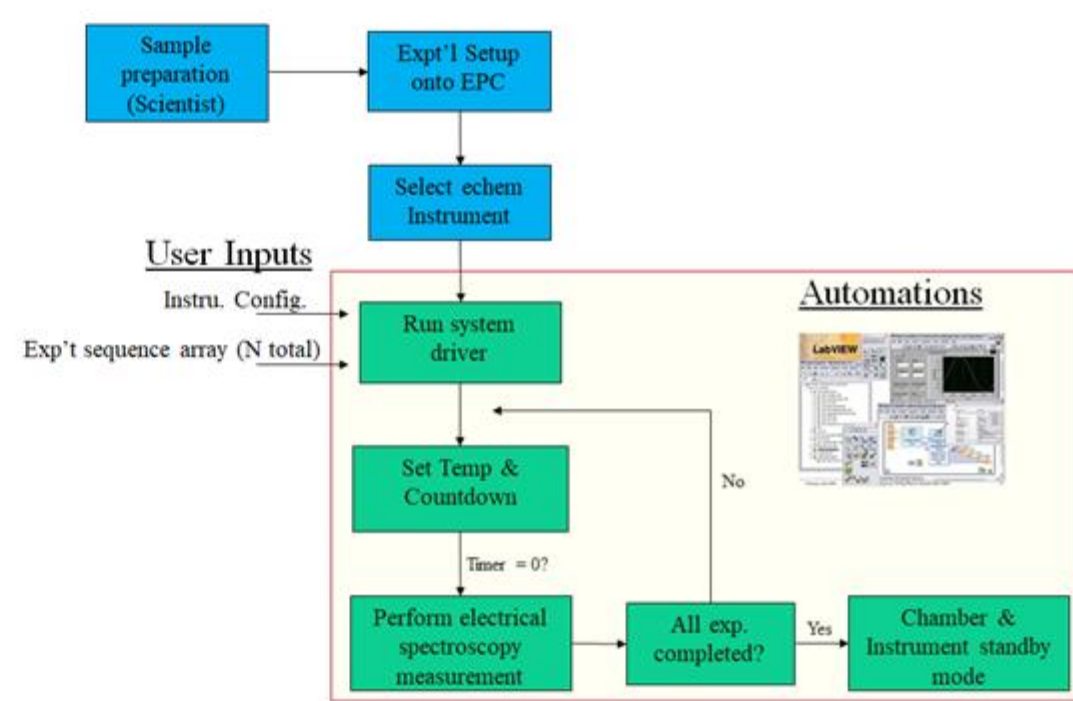 Sample
preparation
(Scientist)
Expt'l Setup
onto EPC
Select echem
Instrument
User Inputs
Instru. Config.
Exp't sequence array (N total)
Automations
LabVIEW
Run system
driver
Set Temp &
Countdown
No
Timer = 0?
Perform electrical
spectroscopy
measurement
All exp.
completed?
Yes
Chamber &
Instrument standby
mode